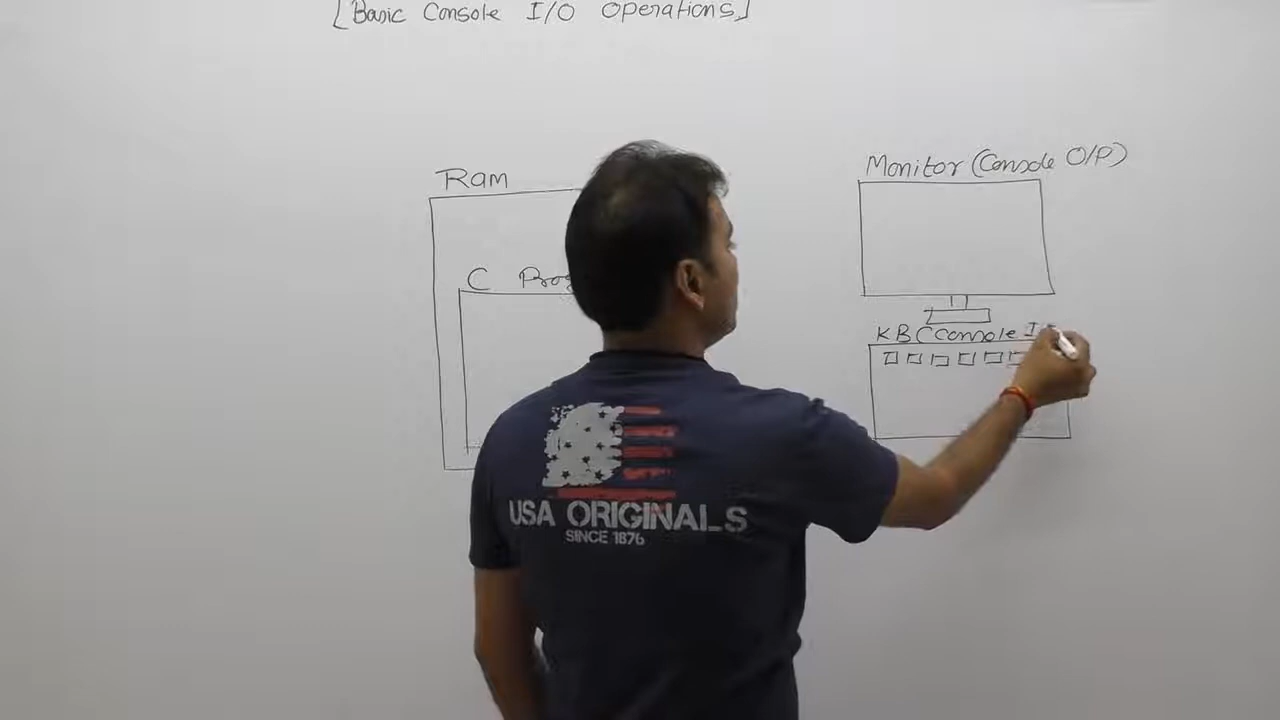 [Basic Console I/O Operations]
Ram
C Prog
Monitor (Console O/P)
KB (Console I
USA ORIGINALS
SINCE 1876